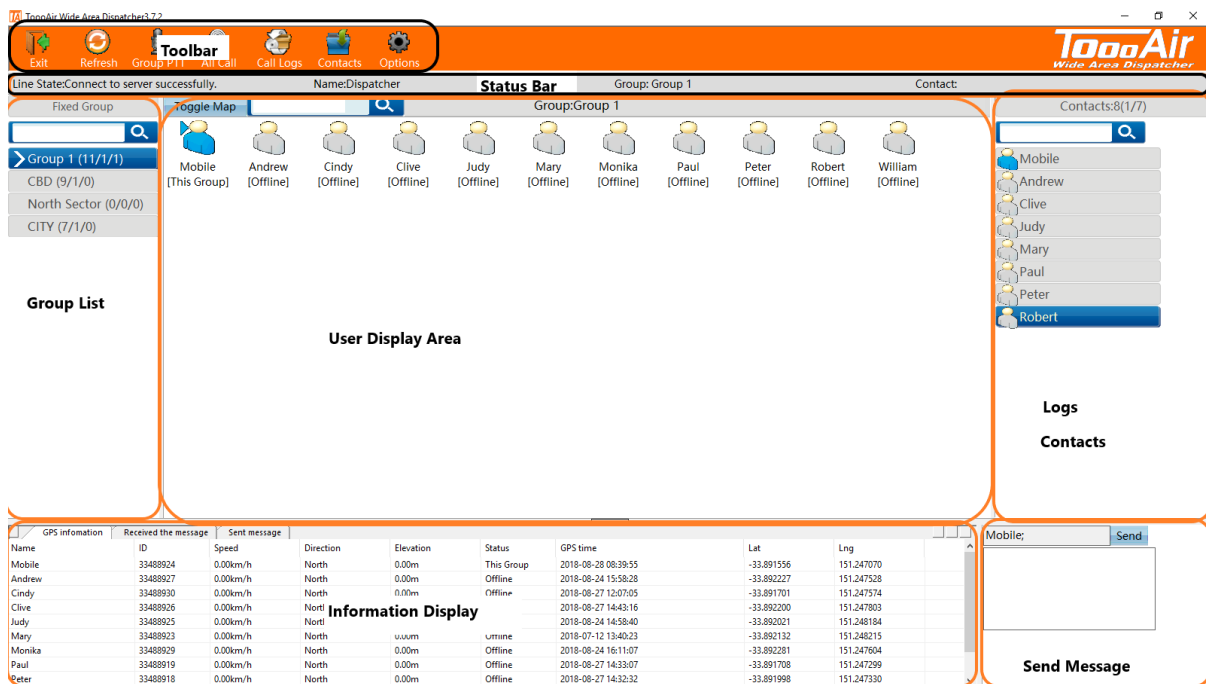 TA ToooAir Wide Area Dispatcher3.7.2
Exit Refresh Group PTT All Call Call Logs Contacts Options
Toolbar
ToooAir
Wide Area Dispatcher
Line State:Connect to server successfully. Name:Dispatcher Group: Group 1 Contact:
Status Bar
Fixed Group
Group 1 (11/1/1)
CBD (9/1/0)
North Sector (0/0/0)
CITY (7/1/0)
Group List
Toggle Map Group:Group 1
Mobile Andrew Cindy Clive Judy Mary Monika Paul Peter Robert William
[This Group] [Offline] [Offline] [Offline] [Offline] [Offline] [Offline] [Offline] [Offline] [Offline] [Offline]
User Display Area
Contacts:8(1/7)
Mobile
Andrew
Clive
Judy
Mary
Paul
Peter
Robert
Logs
Contacts
GPS infomation Received the message Sent message
Name ID Speed Direction Elevation Status GPS time Lat Lng
Mobile 33488924 0.00km/h North 0.00m This Group 2018-08-28 08:39:55 -33.891556 151.247070
Andrew 33488927 0.00km/h North 0.00m Offline 2018-08-24 15:58:28 -33.892227 151.247528
Cindy 33488930 0.00km/h North 0.00m Offline 2018-08-27 12:07:05 -33.891701 151.247574
Clive 33488926 0.00km/h 2018-08-27 14:43:16 -33.892200 151.247803
Judy 33488925 0.00km/h 2018-08-24 14:58:40 -33.892021 151.248184
Mary 33488923 0.00km/h North 0.00m Offline 2018-07-12 13:40:23 -33.892132 151.248215
Monika 33488929 0.00km/h North 0.00m Offline 2018-08-24 16:11:07 -33.892281 151.247604
Paul 33488919 0.00km/h North 0.00m Offline 2018-08-27 14:33:07 -33.891708 151.247299
Peter 33488918 0.00km/h North 0.00m Offline 2018-08-27 14:32:32 -33.891998 151.247330
Information Display
Mobile; Send
Send Message